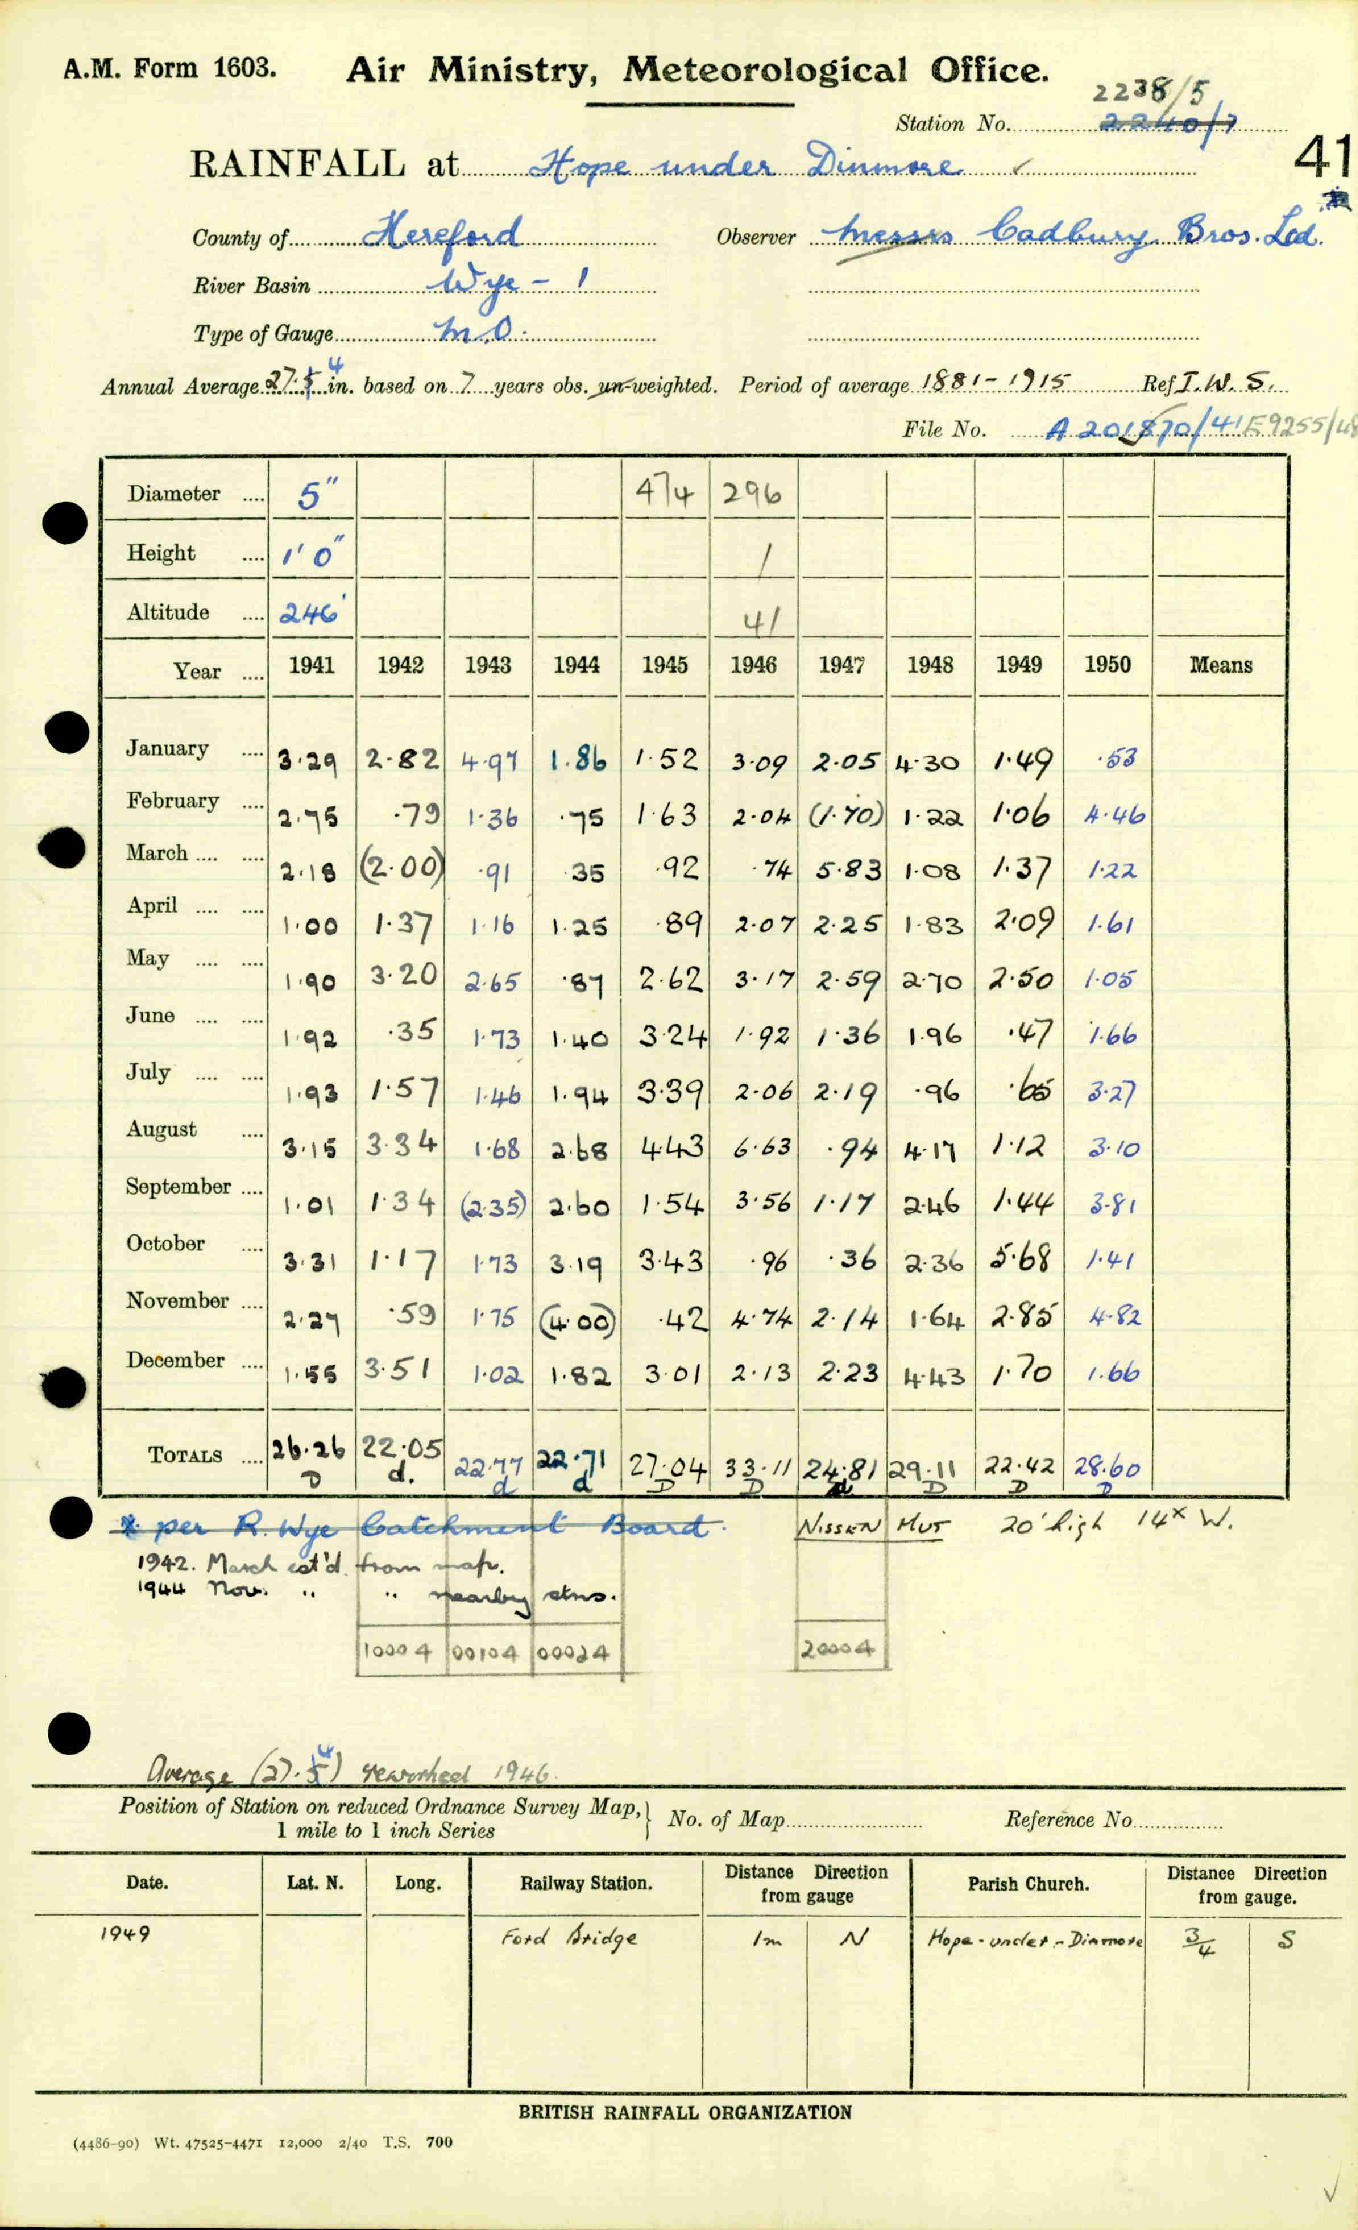 A.M. Form 1603. Air Ministry, Meteorological Office.
2238/5
Station No. 2240/7
RAINFALL at Hope under Dinmore ✓ 41
County of Hereford Observer Messrs Cadbury Bros. Ltd.
River Basin Wye - 1
Type of Gauge M.O.
Annual Average 27.5 4 in. based on 7 years obs. un-weighted. Period of average 1881-1915 Ref I.W.S.
File No. A 201870/41 E9255/48
Diameter .... 5" 474 296
Height .... 1' 0" 1
Altitude .... 246' 41
Year .... 1941 1942 1943 1944 1945 1946 1947 1948 1949 1950 Means
January .... 3.29 2.82 4.97 1.86 1.52 3.09 2.05 4.30 1.49 .53
February .... 2.75 .79 1.36 .75 1.63 2.04 (1.70) 1.22 1.06 4.46
March .... .... 2.18 (2.00) .91 .35 .92 .74 5.83 1.08 1.37 1.22
April .... .... 1.00 1.37 1.16 1.25 .89 2.07 2.25 1.83 2.09 1.61
May .... .... 1.90 3.20 2.65 .87 2.62 3.17 2.59 2.70 2.50 1.05
June .... .... 1.92 .35 1.73 1.40 3.24 1.92 1.36 1.96 .47 1.66
July .... .... 1.93 1.57 1.46 1.94 3.39 2.06 2.19 .96 .65 3.27
August .... 3.15 3.34 1.68 2.68 4.43 6.63 .94 4.17 1.12 3.10
September .... 1.01 1.34 (2.35) 2.60 1.54 3.56 1.17 2.46 1.44 3.81
October .... 3.31 1.17 1.73 3.19 3.43 .96 .36 2.36 5.68 1.41
November .... 2.27 .59 1.75 (4.00) .42 4.74 2.14 1.64 2.85 4.82
December .... 1.55 3.51 1.02 1.82 3.01 2.13 2.23 4.43 1.70 1.66
TOTALS .... 26.26 22.05 22.77 22.71 27.04 33.11 24.81 29.11 22.42 28.60
D d. d d D D d D D D
* per R. Wye Catchment Board. NISSEN HUT 20' high 14x W.
1942. March est'd. from map.
1944 Nov. " " nearby stns.
10004 00104 00024 20004
Average (27.5 4) reworked 1946.
Position of Station on reduced Ordnance Survey Map, } No. of Map Reference No.
1 mile to 1 inch Series
Date. Lat. N. Long. Railway Station. Distance Direction from gauge Parish Church. Distance Direction from gauge.
1949 Ford Bridge 1m N Hope-under-Dinmore 3/4 S
BRITISH RAINFALL ORGANIZATION
(4486-90) Wt. 47525-4471 12,000 2/40 T.S. 700
✓